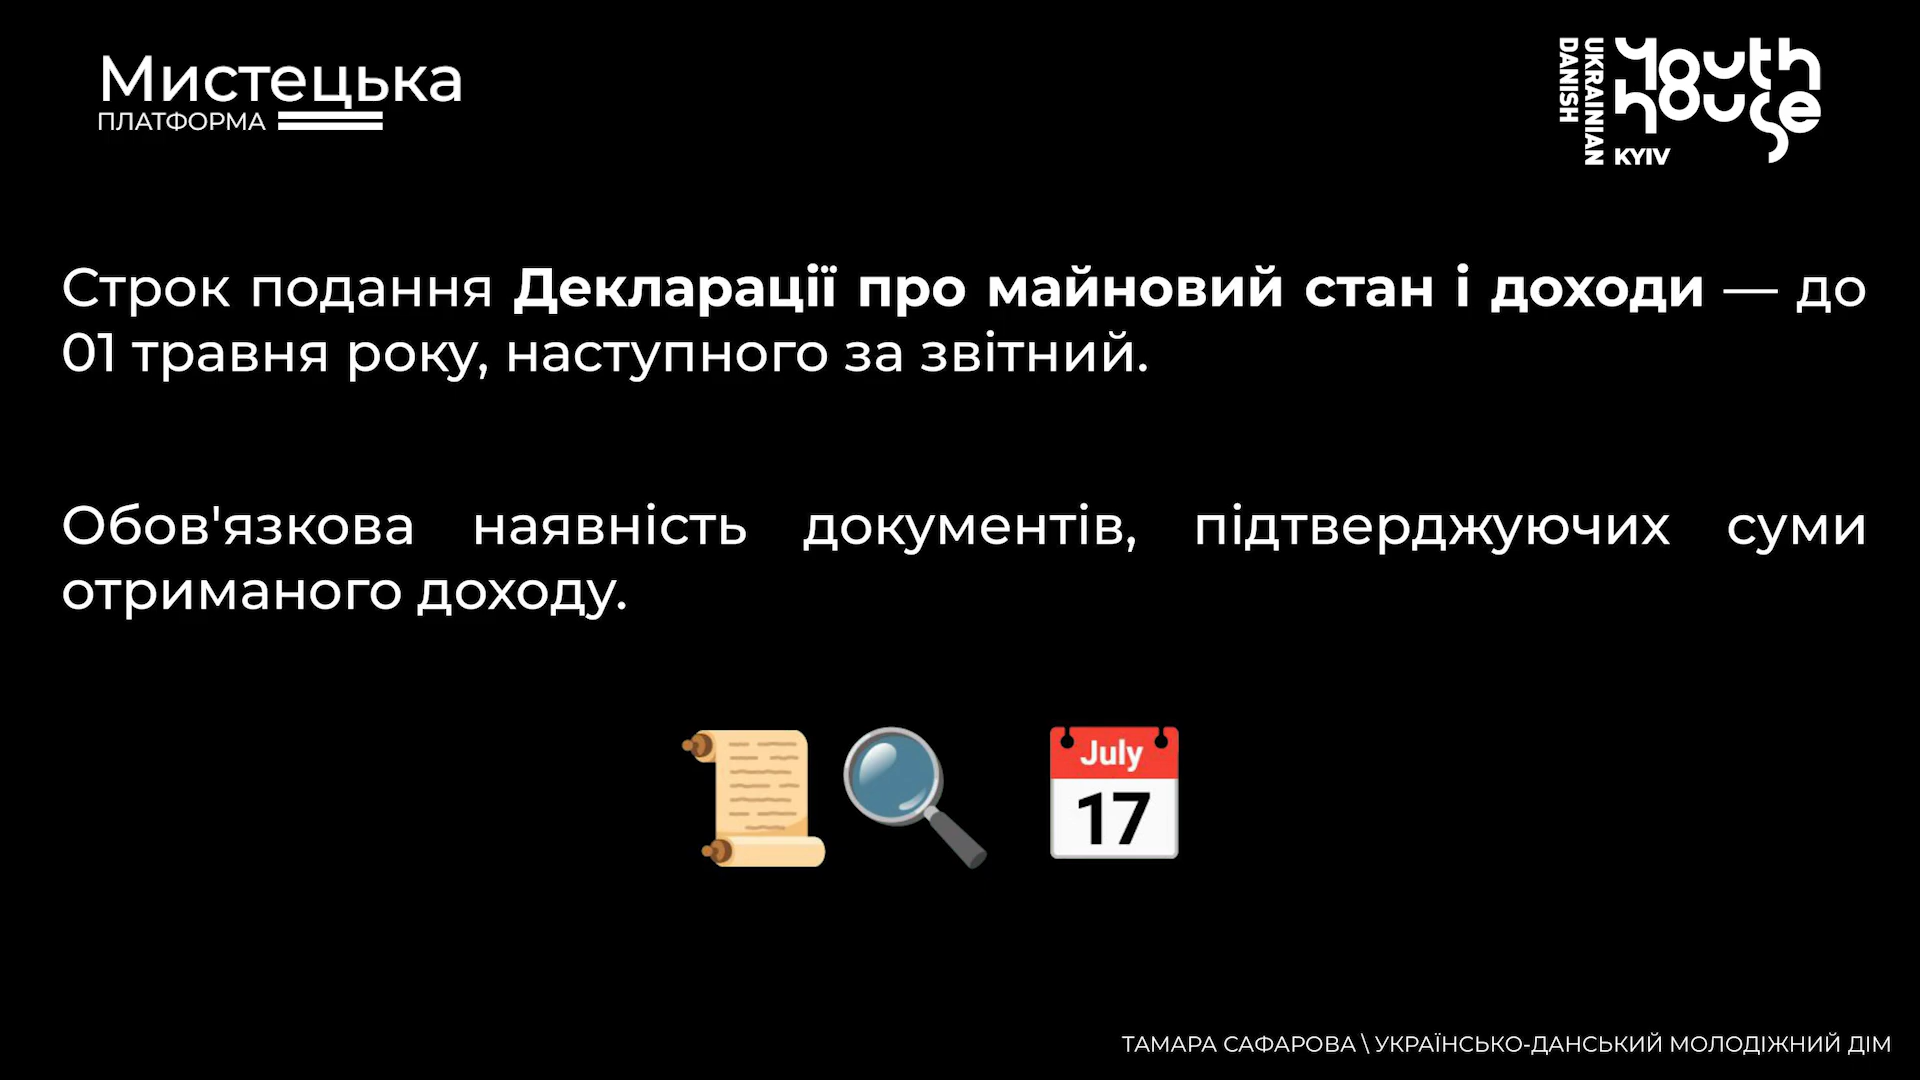 Мистецька
ПЛАТФОРМА
UKRAINIAN
DANISH
Youth
house
KYIV
Строк подання Декларації про майновий стан і доходи — до
01 травня року, наступного за звітний.
Обов'язкова наявність документів, підтверджуючих суми
отриманого доходу.
July
17
ТАМАРА САФАРОВА \ УКРАЇНСЬКО-ДАНСЬКИЙ МОЛОДІЖНИЙ ДІМ